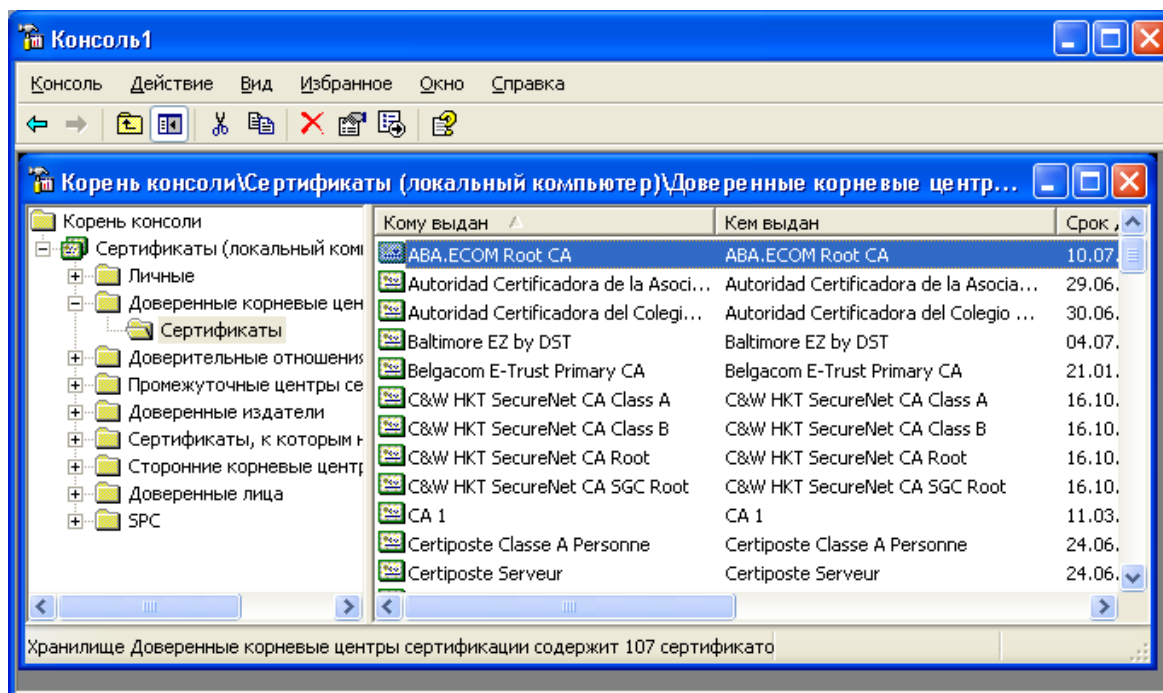 Консоль1
Консоль Действие Вид Избранное Окно Справка
Корень консоли\Сертификаты (локальный компьютер)\Доверенные корневые центр...
Корень консоли
Сертификаты (локальный ком
Личные
Доверенные корневые цен
Сертификаты
Доверительные отношения
Промежуточные центры се
Доверенные издатели
Сертификаты, к которым н
Сторонние корневые центр
Доверенные лица
SPC
Кому выдан Кем выдан Срок
ABA.ECOM Root CA ABA.ECOM Root CA 10.07.
Autoridad Certificadora de la Asoci... Autoridad Certificadora de la Asocia... 29.06.
Autoridad Certificadora del Colegi... Autoridad Certificadora del Colegio ... 30.06.
Baltimore EZ by DST Baltimore EZ by DST 04.07.
Belgacom E-Trust Primary CA Belgacom E-Trust Primary CA 21.01.
C&W HKT SecureNet CA Class A C&W HKT SecureNet CA Class A 16.10.
C&W HKT SecureNet CA Class B C&W HKT SecureNet CA Class B 16.10.
C&W HKT SecureNet CA Root C&W HKT SecureNet CA Root 16.10.
C&W HKT SecureNet CA SGC Root C&W HKT SecureNet CA SGC Root 16.10.
CA 1 CA 1 11.03.
Certiposte Classe A Personne Certiposte Classe A Personne 24.06.
Certiposte Serveur Certiposte Serveur 24.06.
Хранилище Доверенные корневые центры сертификации содержит 107 сертификато